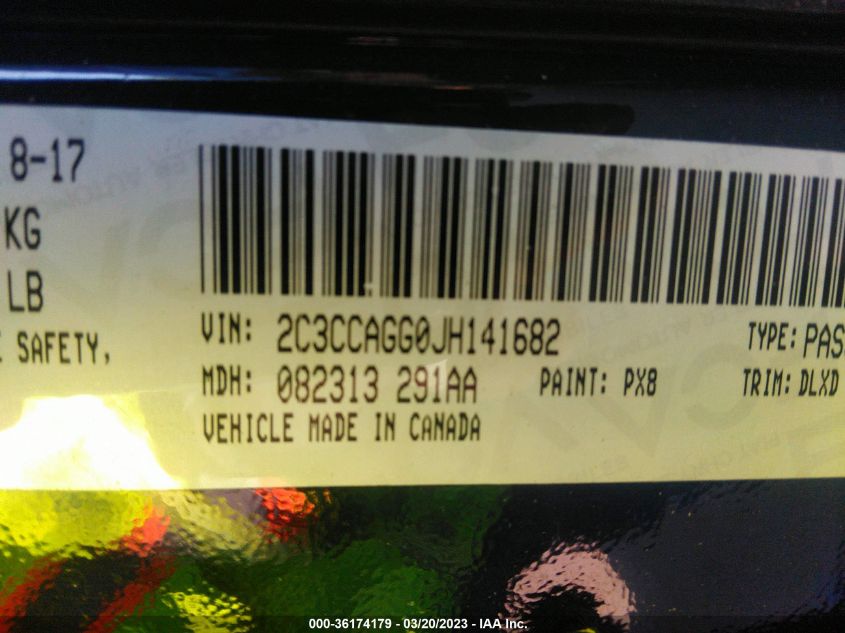 8-17
KG
LB
SAFETY,
VIN: 2C3CCAGG0JH141682 TYPE: PAS
MDH: 082313 291AA PAINT: PX8 TRIM: DLXD
VEHICLE MADE IN CANADA
000-36174179 - 03/20/2023 - IAA Inc.